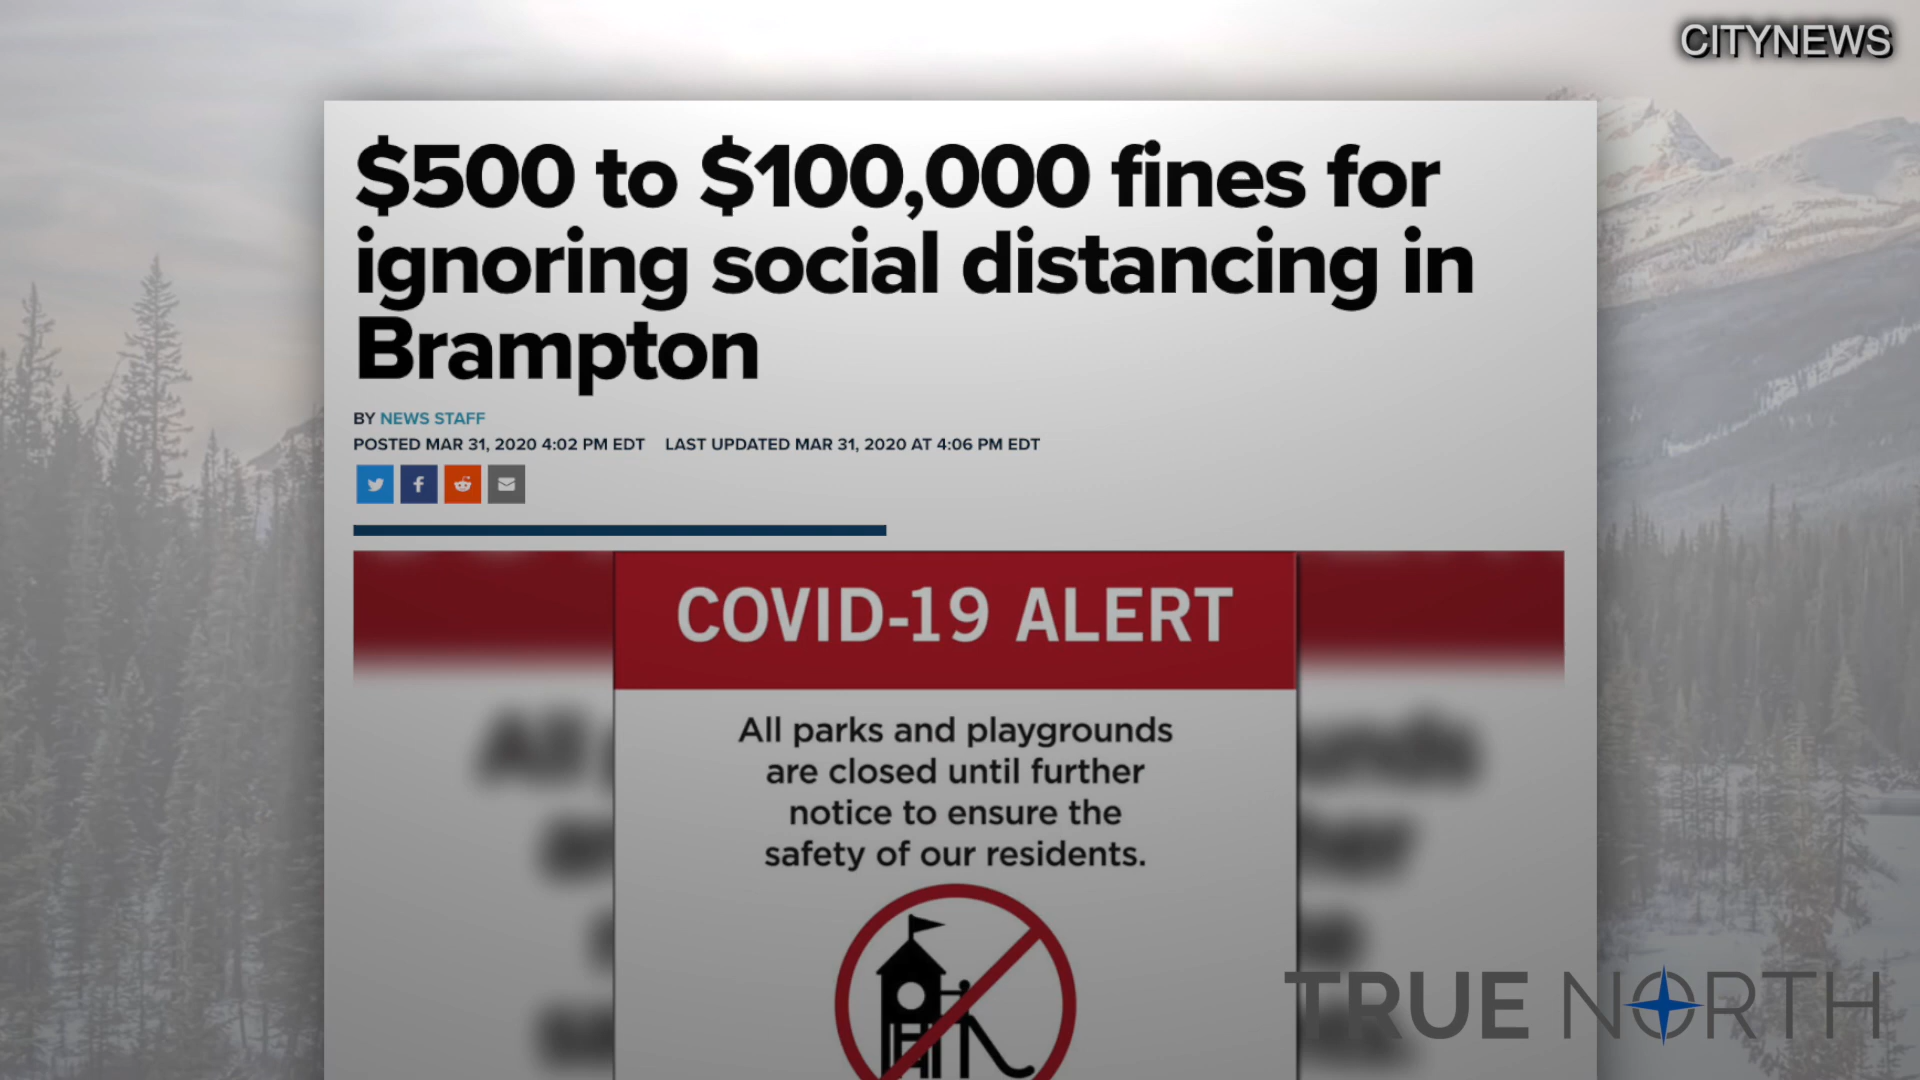 CITYNEWS
$500 to $100,000 fines for
ignoring social distancing in
Brampton
BY NEWS STAFF
POSTED MAR 31, 2020 4:02 PM EDT LAST UPDATED MAR 31, 2020 AT 4:06 PM EDT
COVID-19 ALERT
All parks and playgrounds
are closed until further
notice to ensure the
safety of our residents.
TRUE NORTH